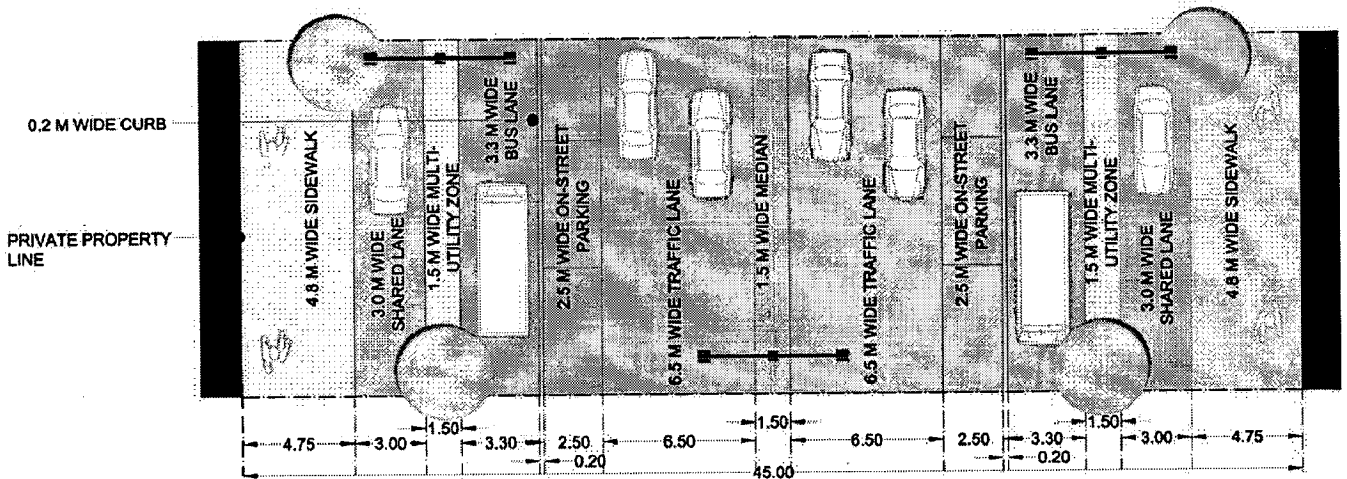 0.2 M WIDE CURB
PRIVATE PROPERTY
LINE
4.8 M WIDE SIDEWALK
3.0 M WIDE
SHARED LANE
1.5 M WIDE MULTI-
UTILITY ZONE
3.3 M WIDE
BUS LANE
2.5 M WIDE ON-STREET
PARKING
6.5 M WIDE TRAFFIC LANE
1.5 M WIDE MEDIAN
6.5 M WIDE TRAFFIC LANE
2.5 M WIDE ON-STREET
PARKING
3.3 M WIDE
BUS LANE
1.5 M WIDE MULTI-
UTILITY ZONE
3.0 M WIDE
SHARED LANE
4.8 M WIDE SIDEWALK
1.50 1.50 1.50
4.75 3.00 3.30 2.50 6.50 6.50 2.50 3.30 3.00 4.75
0.20 0.20
45.00